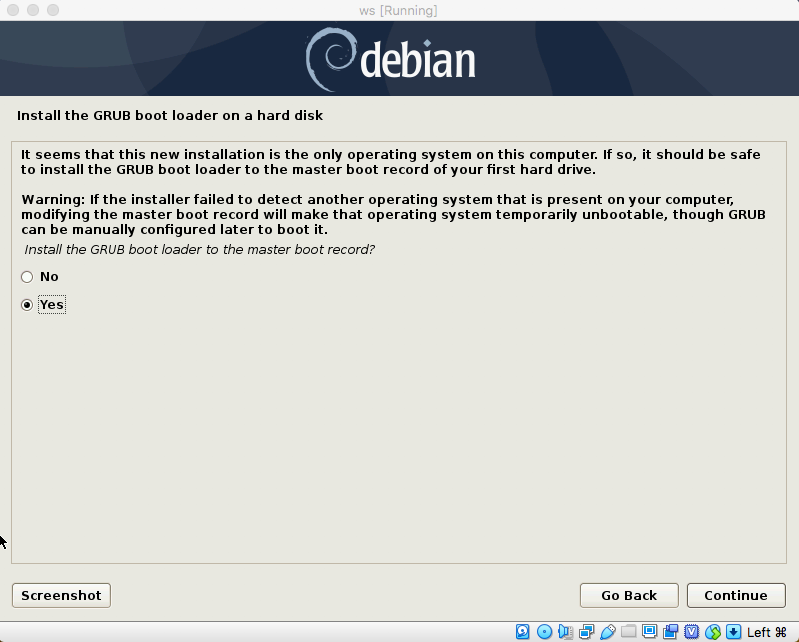 ws [Running]
debian
Install the GRUB boot loader on a hard disk
It seems that this new installation is the only operating system on this computer. If so, it should be safe
to install the GRUB boot loader to the master boot record of your first hard drive.
Warning: If the installer failed to detect another operating system that is present on your computer,
modifying the master boot record will make that operating system temporarily unbootable, though GRUB
can be manually configured later to boot it.
Install the GRUB boot loader to the master boot record?
No
Yes
Screenshot
Go Back
Continue
Left ⌘